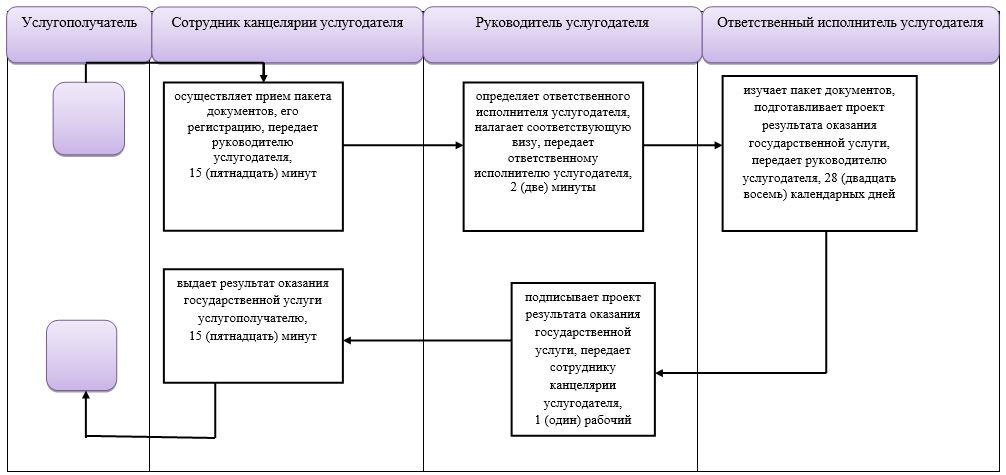 Услугополучатель
Сотрудник канцелярии услугодателя
Руководитель услугодателя
Ответственный исполнитель услугодателя
осуществляет прием пакета
документов, его
регистрацию, передает
руководителю
услугодателя,
15 (пятнадцать) минут
определяет ответственного
исполнителя услугодателя,
налагает соответствующую
визу, передает
ответственному
исполнителю услугодателя,
2 (две) минуты
изучает пакет документов,
подготавливает проект
результата оказания
государственной услуги,
передает руководителю
услугодателя, 28 (двадцать
восемь) календарных дней
выдает результат оказания
государственной услуги
услугополучателю,
15 (пятнадцать) минут
подписывает проект
результата оказания
государственной
услуги, передает
сотруднику
канцелярии
услугодателя,
1 (один) рабочий